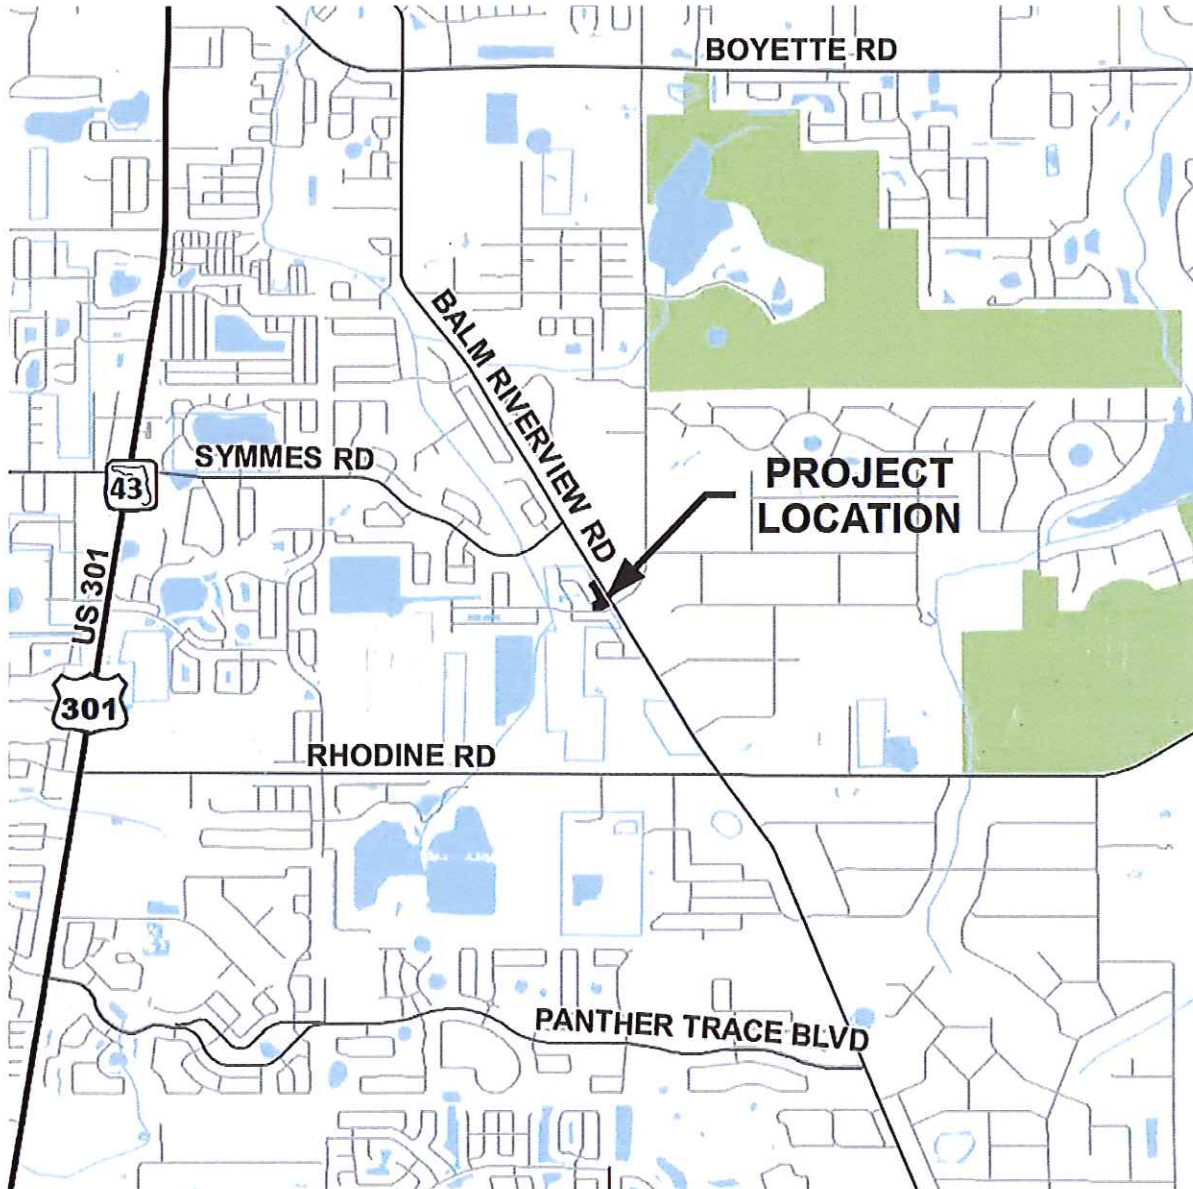 BOYETTE RD
BALM RIVERVIEW RD
SYMMES RD
PROJECT
LOCATION
43
US 301
301
RHODINE RD
PANTHER TRACE BLVD